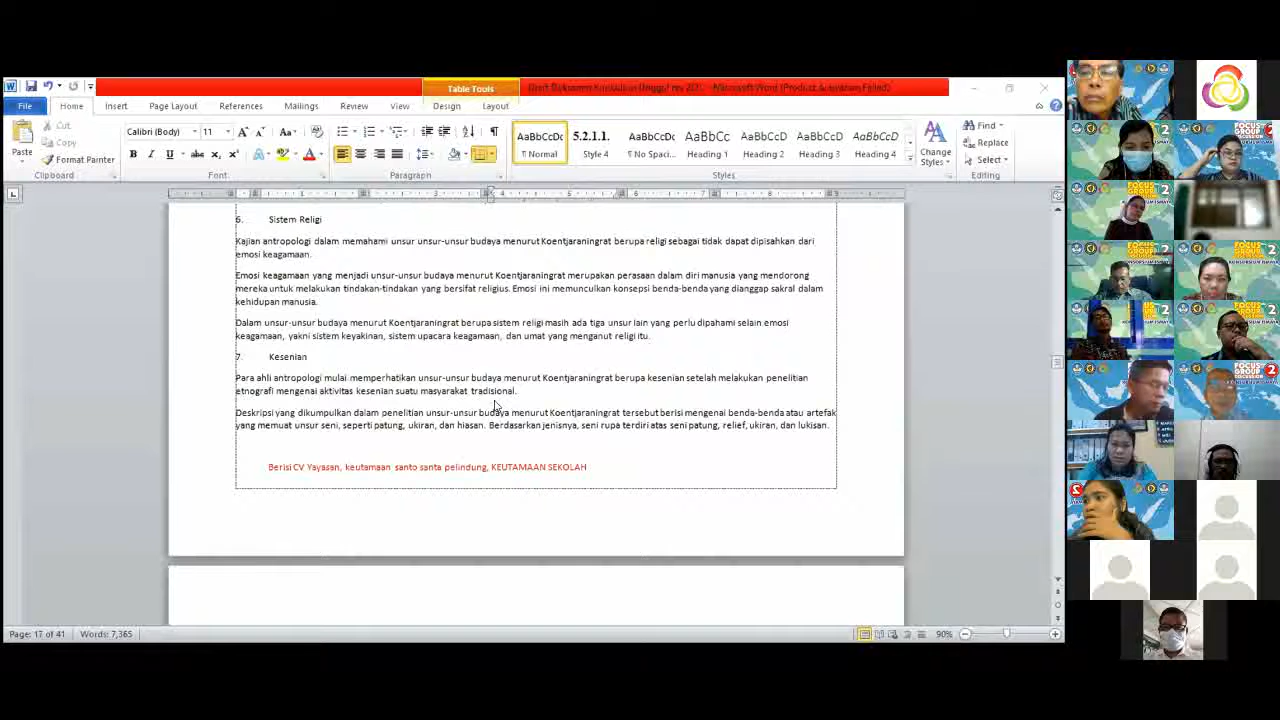 Table Tools
File
Home
Insert
Page Layout
References
Mailings
Review
View
Design
Layout
Paste
Cut
Copy
Format Painter
Clipboard
Calibri (Body)
11
Font
Paragraph
AaBbCcDc
Normal
5.2.1.1.
Style 4
AaBbCcDc
No Spaci...
AaBbCc
Heading 1
AaBbCcD
Heading 2
AaBbCcD
Heading 3
AaBbCcD
Heading 4
Change
Styles
Styles
Find
Replace
Select
Editing
6. Sistem Religi
Kajian antropologi dalam memahami unsur unsur-unsur budaya menurut Koentjaraningrat berupa religi sebagai tidak dapat dipisahkan dari
emosi keagamaan.
Emosi keagamaan yang menjadi unsur-unsur budaya menurut Koentjaraningrat merupakan perasaan dalam diri manusia yang mendorong
mereka untuk melakukan tindakan-tindakan yang bersifat religius. Emosi ini memunculkan konsepsi benda-benda yang dianggap sakral dalam
kehidupan manusia.
Dalam unsur-unsur budaya menurut Koentjaraningrat berupa sistem religi masih ada tiga unsur lain yang perlu dipahami selain emosi
keagamaan, yakni sistem keyakinan, sistem upacara keagamaan, dan umat yang menganut religi itu.
7. Kesenian
Para ahli antropologi mulai memperhatikan unsur-unsur budaya menurut Koentjaraningrat berupa kesenian setelah melakukan penelitian
etnografi mengenai aktivitas kesenian suatu masyarakat tradisional.
Deskripsi yang dikumpulkan dalam penelitian unsur-unsur budaya menurut Koentjaraningrat tersebut berisi mengenai benda-benda atau artefak
yang memuat unsur seni, seperti patung, ukiran, dan hiasan. Berdasarkan jenisnya, seni rupa terdiri atas seni patung, relief, ukiran, dan lukisan.
Berisi CV Yayasan, keutamaan santo santa pelindung, KEUTAMAAN SEKOLAH
Page: 17 of 41
Words: 7,365
90%